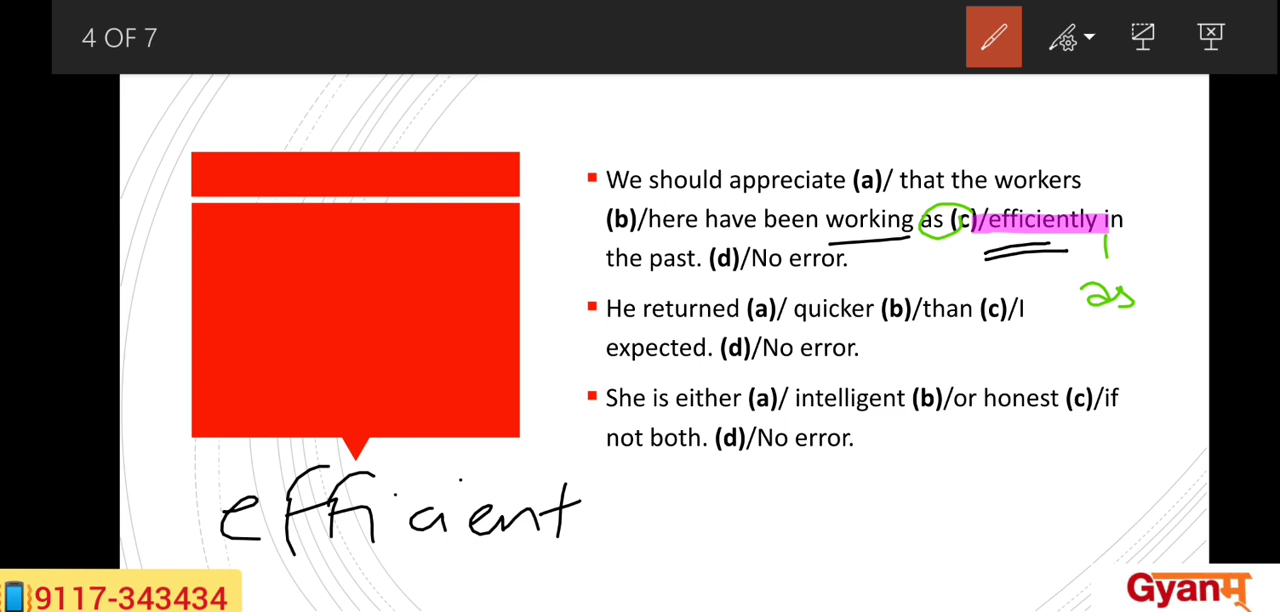 4 OF 7
▪ We should appreciate (a)/ that the workers
(b)/here have been working as (c)/efficiently in
the past. (d)/No error.
as
▪ He returned (a)/ quicker (b)/than (c)/I
expected. (d)/No error.
▪ She is either (a)/ intelligent (b)/or honest (c)/if
not both. (d)/No error.
efficient
9117-343434
Gyanम्